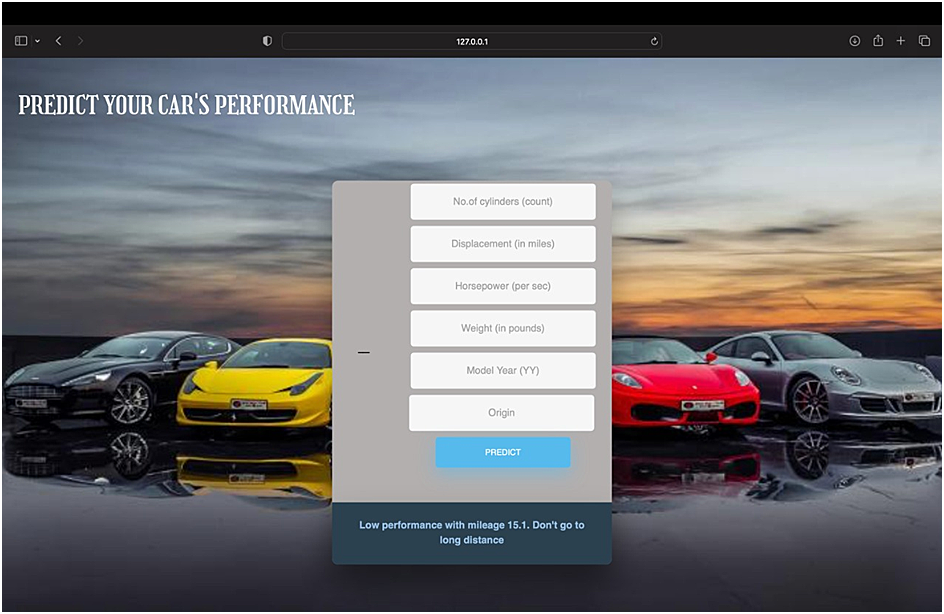 127.0.0.1
PREDICT YOUR CAR'S PERFORMANCE
No.of cylinders (count)
Displacement (in miles)
Horsepower (per sec)
Weight (in pounds)
Model Year (YY)
Origin
PREDICT
Low performance with mileage 15.1. Don't go to
long distance